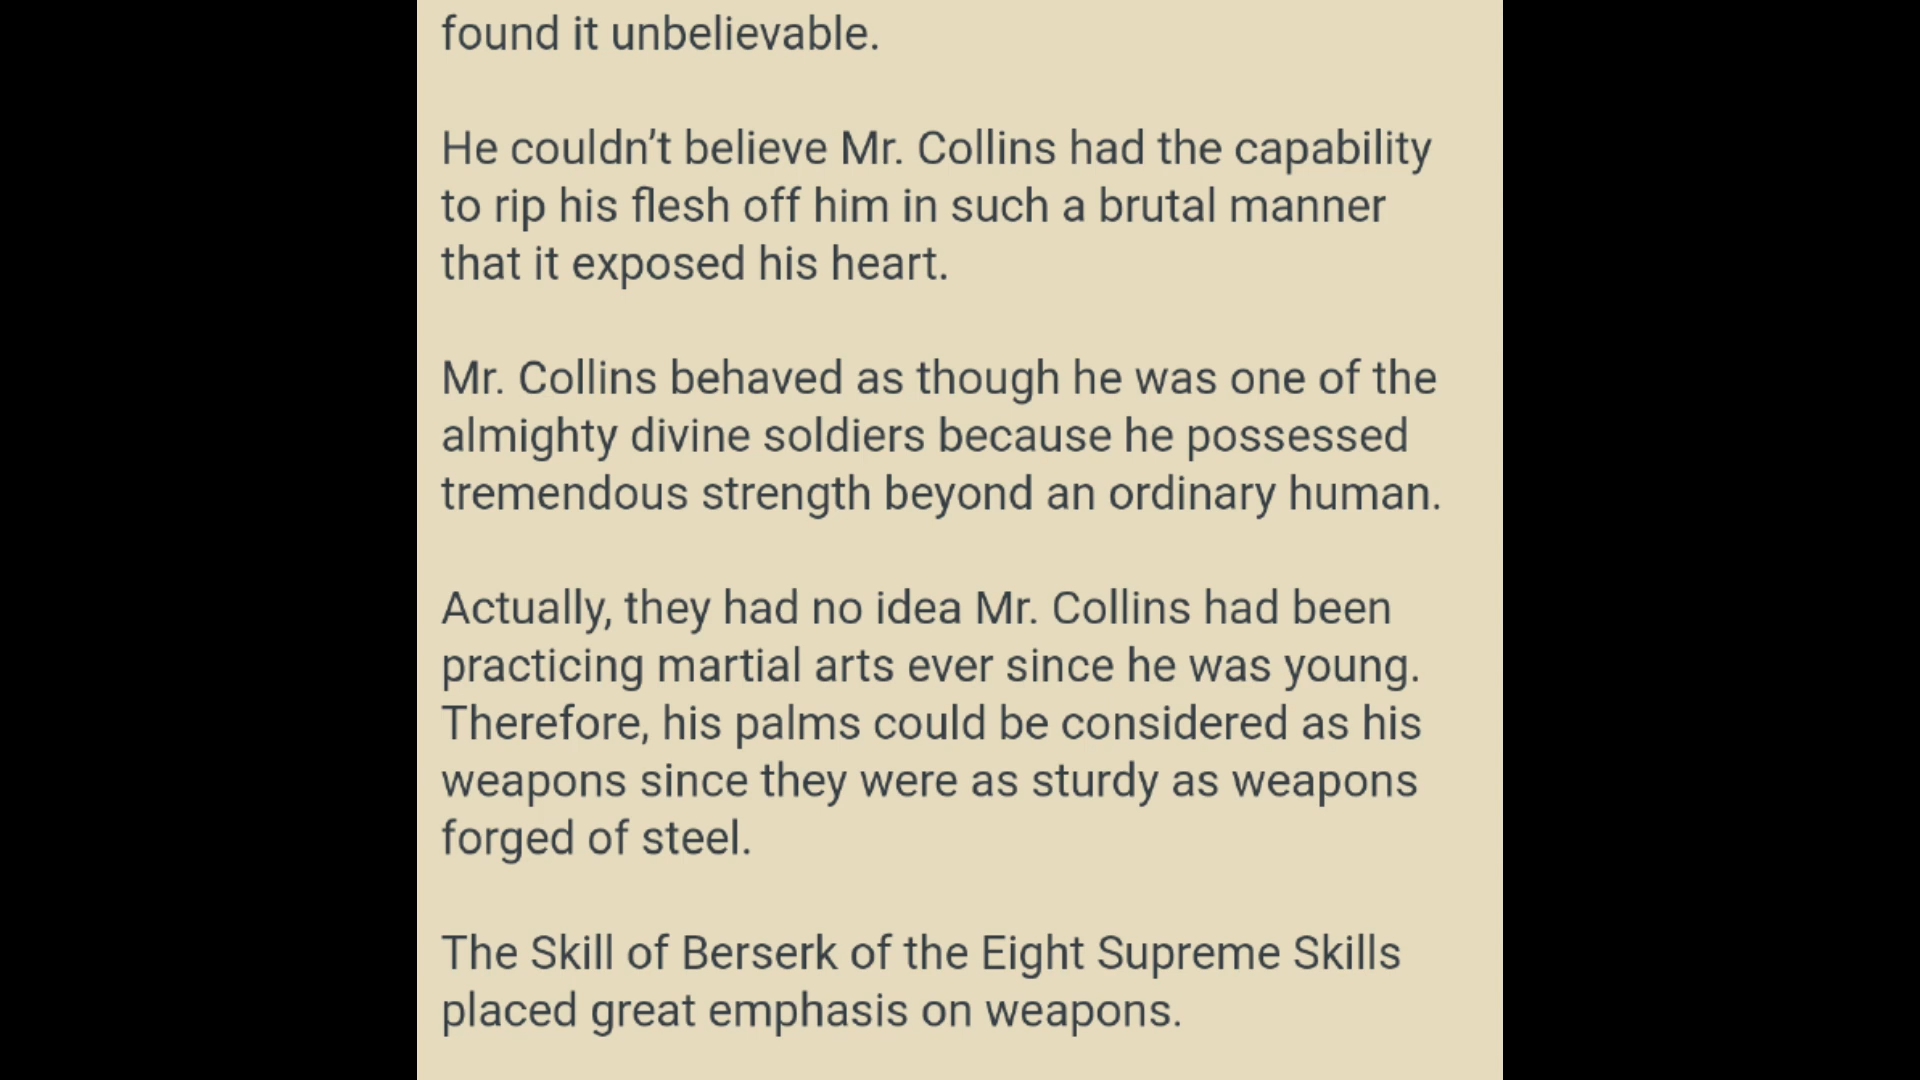 found it unbelievable.
He couldn’t believe Mr. Collins had the capability
to rip his flesh off him in such a brutal manner
that it exposed his heart.
Mr. Collins behaved as though he was one of the
almighty divine soldiers because he possessed
tremendous strength beyond an ordinary human.
Actually, they had no idea Mr. Collins had been
practicing martial arts ever since he was young.
Therefore, his palms could be considered as his
weapons since they were as sturdy as weapons
forged of steel.
The Skill of Berserk of the Eight Supreme Skills
placed great emphasis on weapons.